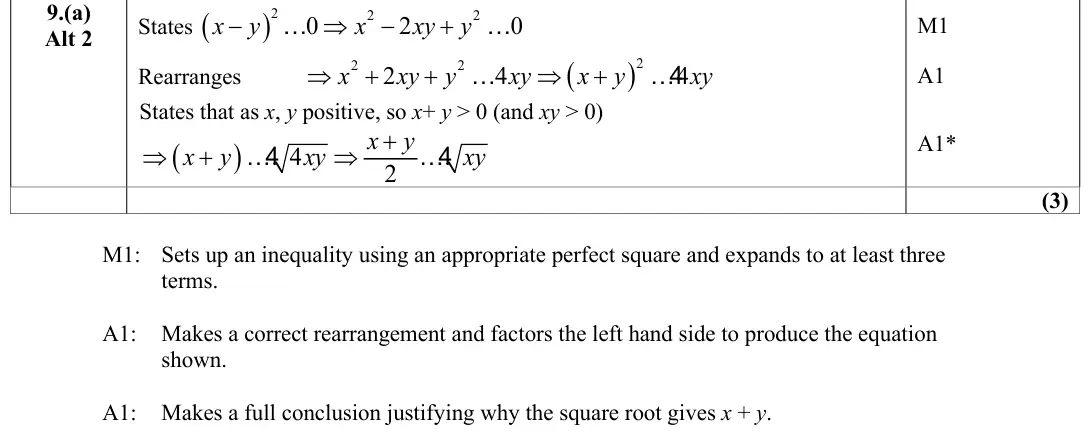 9.(a) States (x − y)² …0 ⇒ x² − 2xy + y² …0 M1
Alt 2
Rearranges ⇒ x² + 2xy + y² …4xy ⇒ (x + y)² …4xy A1
States that as x, y positive, so x+ y > 0 (and xy > 0)
⇒ (x + y) …√4xy ⇒ (x + y)/2 …√xy A1*
(3)
M1: Sets up an inequality using an appropriate perfect square and expands to at least three
terms.
A1: Makes a correct rearrangement and factors the left hand side to produce the equation
shown.
A1: Makes a full conclusion justifying why the square root gives x + y.